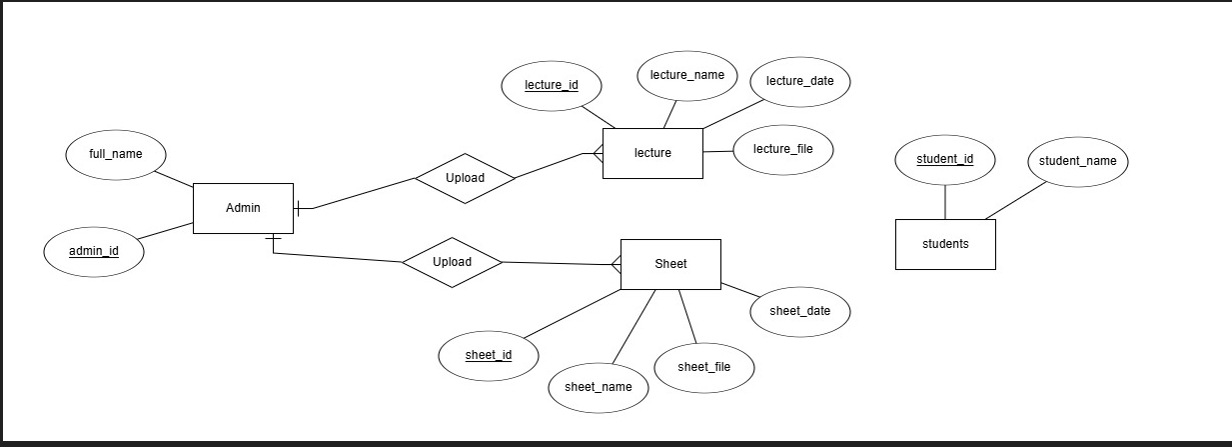 lecture_id
lecture_name
lecture_date
full_name
lecture
lecture_file
student_id
student_name
Upload
Admin
admin_id
students
Upload
Sheet
sheet_date
sheet_id
sheet_file
sheet_name